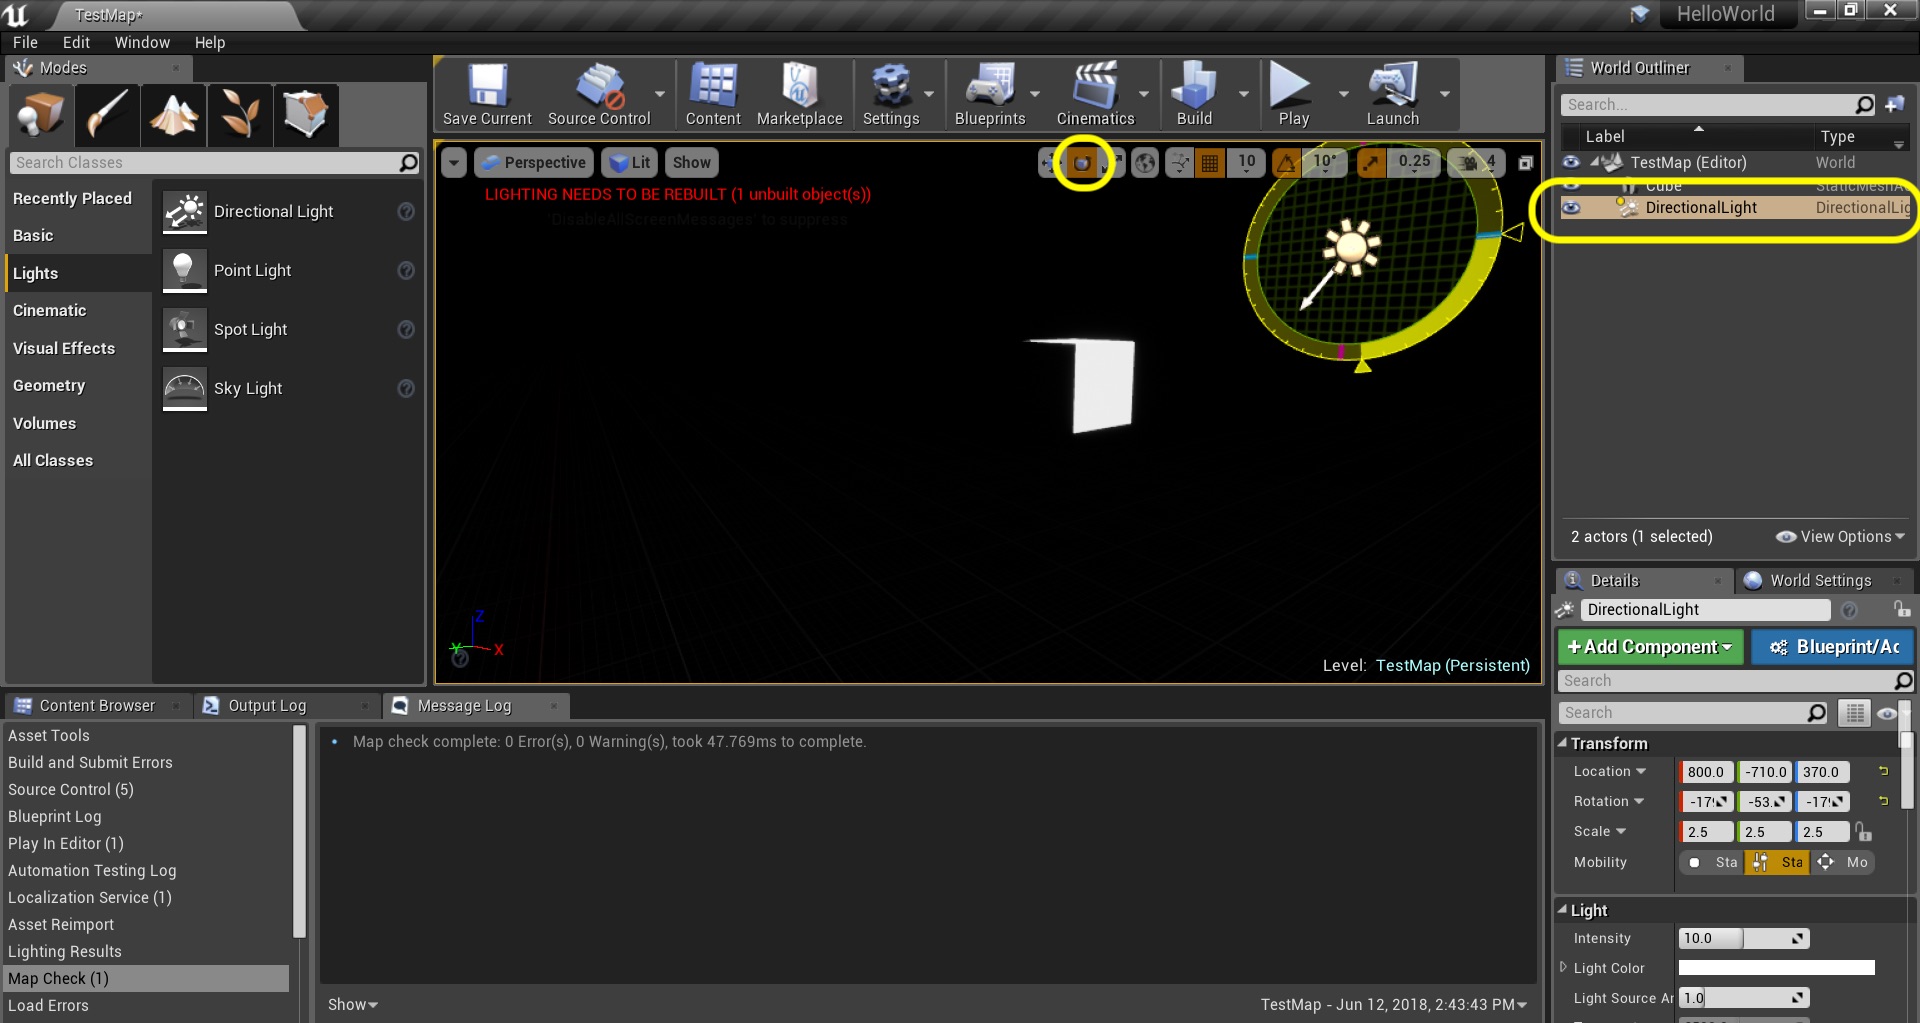 TestMap*
HelloWorld
File Edit Window Help
Modes
Search Classes
Recently Placed
Basic
Lights
Cinematic
Visual Effects
Geometry
Volumes
All Classes
Directional Light
Point Light
Spot Light
Sky Light
Save Current Source Control Content Marketplace Settings Blueprints Cinematics Build Play Launch
Perspective Lit Show 10 10° 0.25 4
LIGHTING NEEDS TO BE REBUILT (1 unbuilt object(s))
'DisableAllScreenMessages' to suppress
Z
Y X
Level: TestMap (Persistent)
World Outliner
Search...
Label Type
TestMap (Editor) World
Cube StaticMeshA
DirectionalLight DirectionalLig
2 actors (1 selected) View Options
Details World Settings
DirectionalLight
+Add Component Blueprint/Ac
Search
Search
Transform
Location 800.0 -710.0 370.0
Rotation -179 -53. -179
Scale 2.5 2.5 2.5
Mobility Sta Sta Mo
Light
Intensity 10.0
Light Color
Light Source Ar 1.0
Content Browser Output Log Message Log
Asset Tools
Build and Submit Errors
Source Control (5)
Blueprint Log
Play In Editor (1)
Automation Testing Log
Localization Service (1)
Asset Reimport
Lighting Results
Map Check (1)
Load Errors
Map check complete: 0 Error(s), 0 Warning(s), took 47.769ms to complete.
Show
TestMap - Jun 12, 2018, 2:43:43 PM